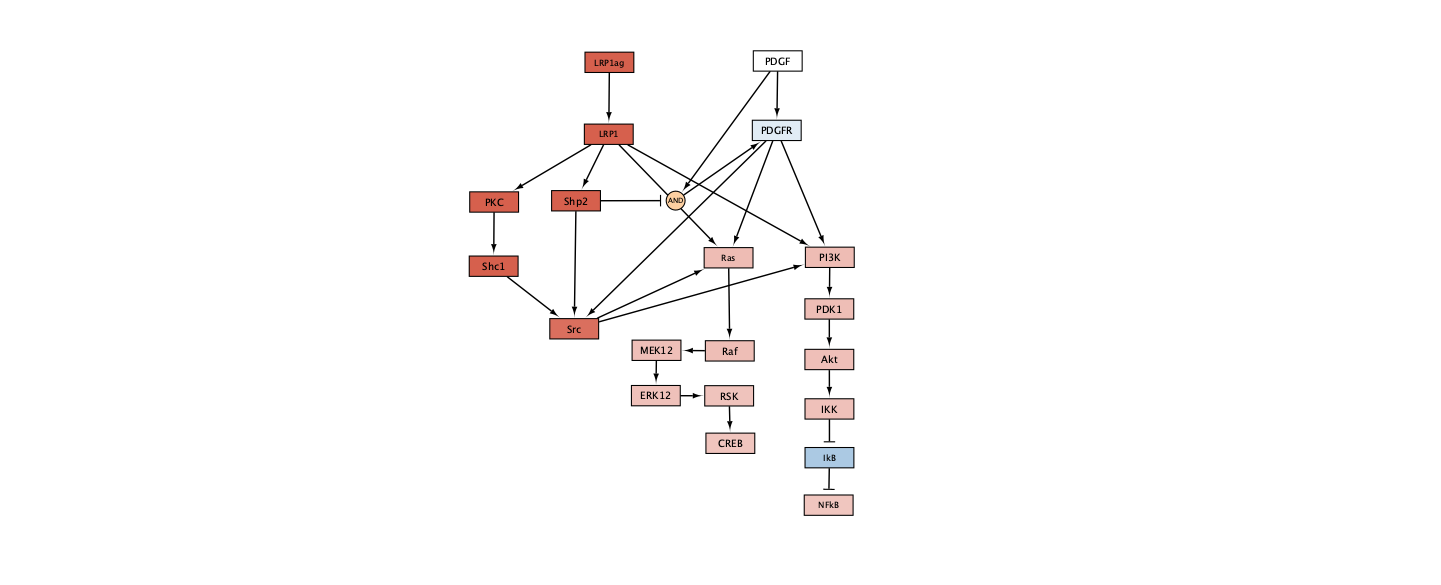 LRP1ag
PDGF
LRP1
PDGFR
PKC
Shp2
AND
Ras
PI3K
Shc1
PDK1
Src
MEK12
Raf
Akt
ERK12
RSK
IKK
CREB
IkB
NFkB